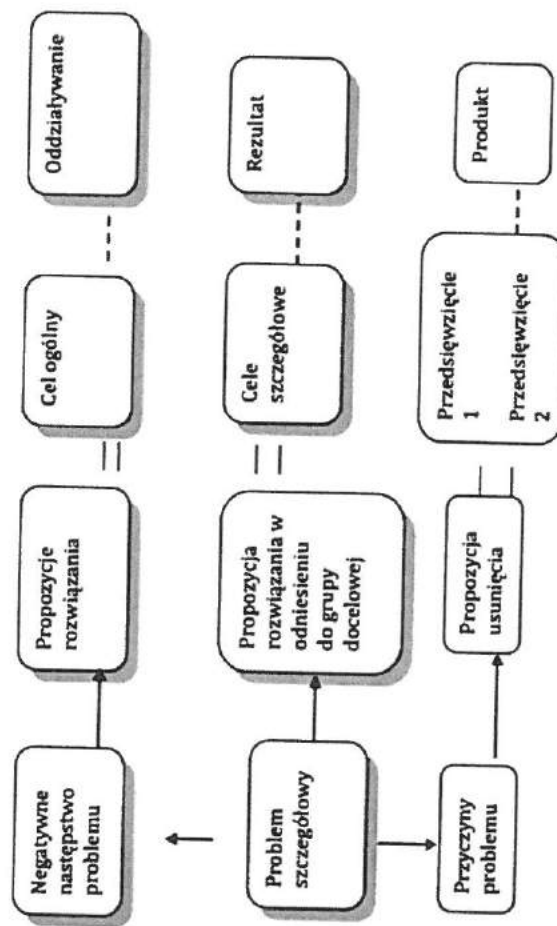 Negatywne
następstwo
problemu
Propozycje
rozwiązania
Cel ogólny
Oddziaływanie
Problem
szczegółowy
Propozycja
rozwiązania w
odniesieniu
do grupy
docelowej
Cele
szczegółowe
Rezultat
Przyczyny
problemu
Propozycja
usunięcia
Przedsięwzięcie
1
Przedsięwzięcie
2
Produkt